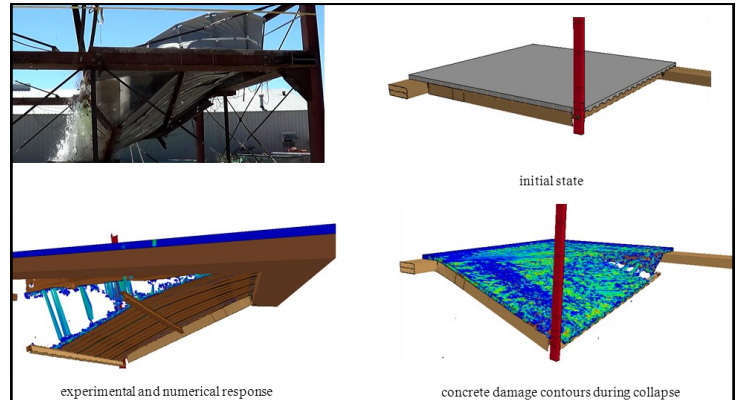 initial state
experimental and numerical response
concrete damage contours during collapse